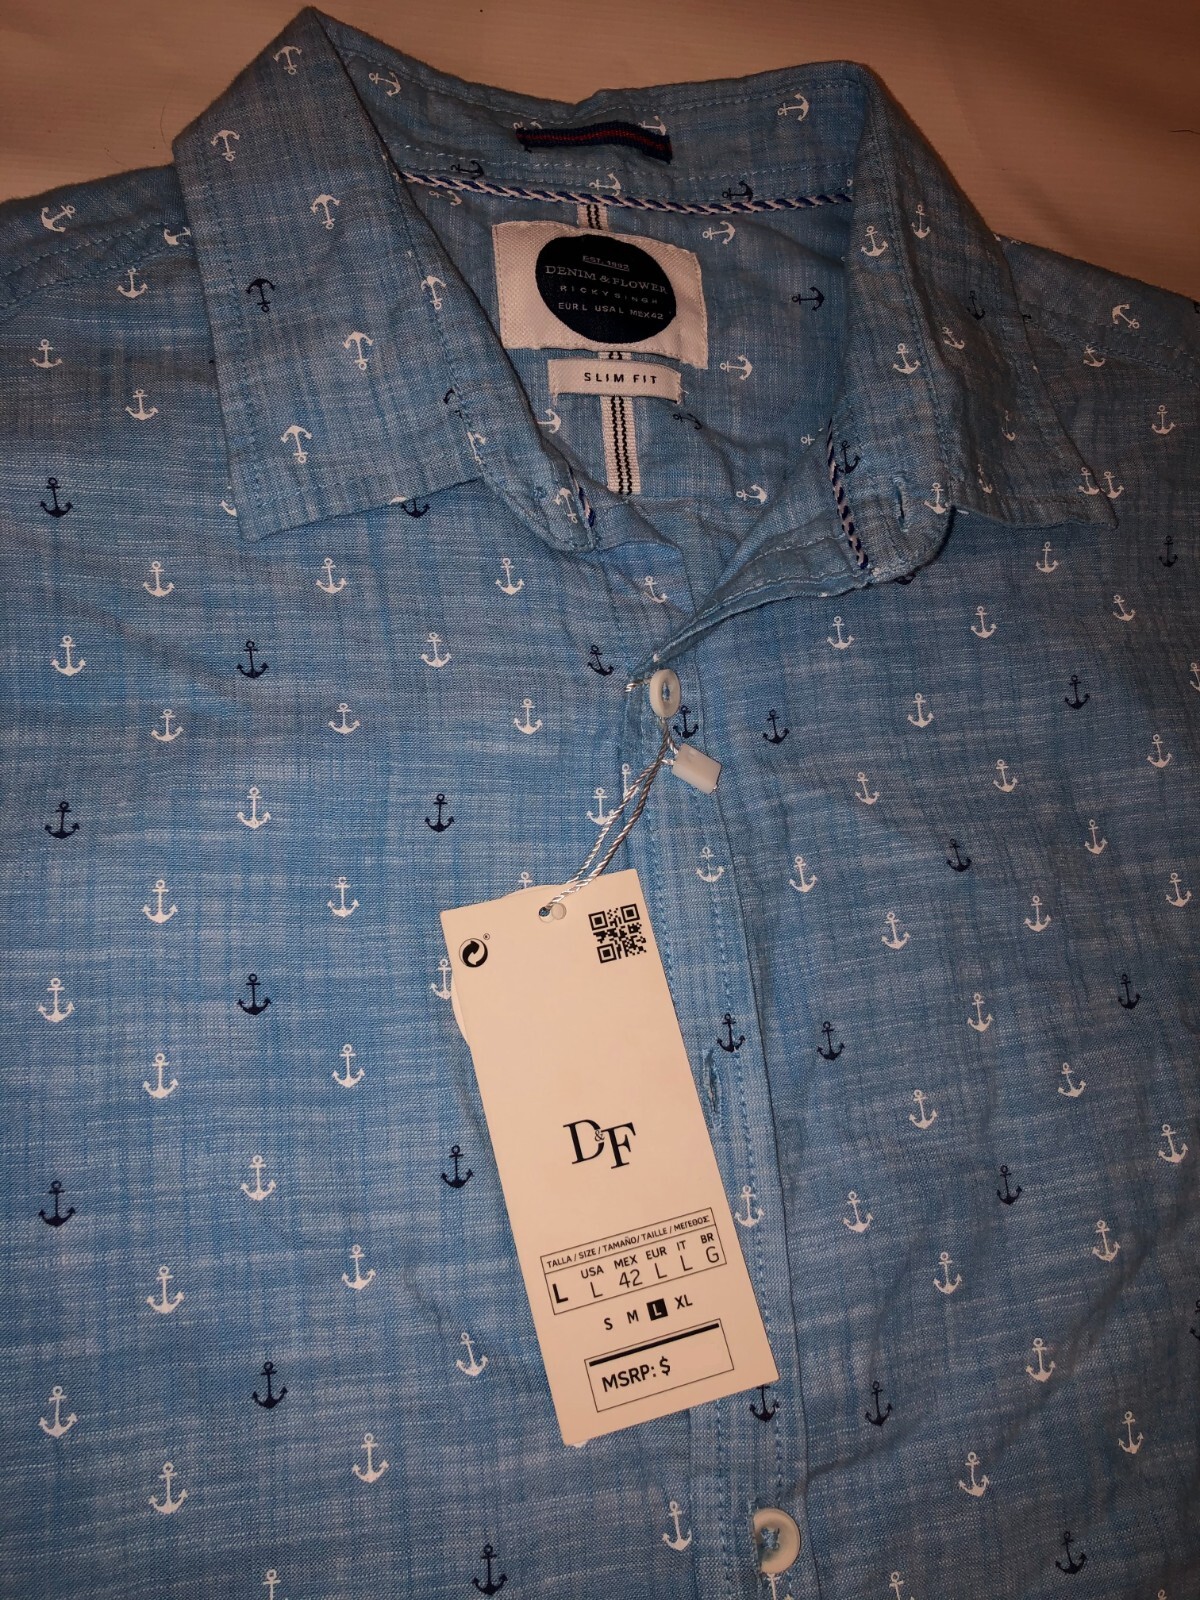 EST. 1992
DENIM & FLOWER
RICKY SINGH
EUR L USA L MEX 42
SLIM FIT
D&F
TALLA / SIZE / TAMAÑO / TAILLE / ΜΕΓΕΘΟΣ
L USA L MEX 42 EUR L IT L BR G
S M L XL
MSRP: $